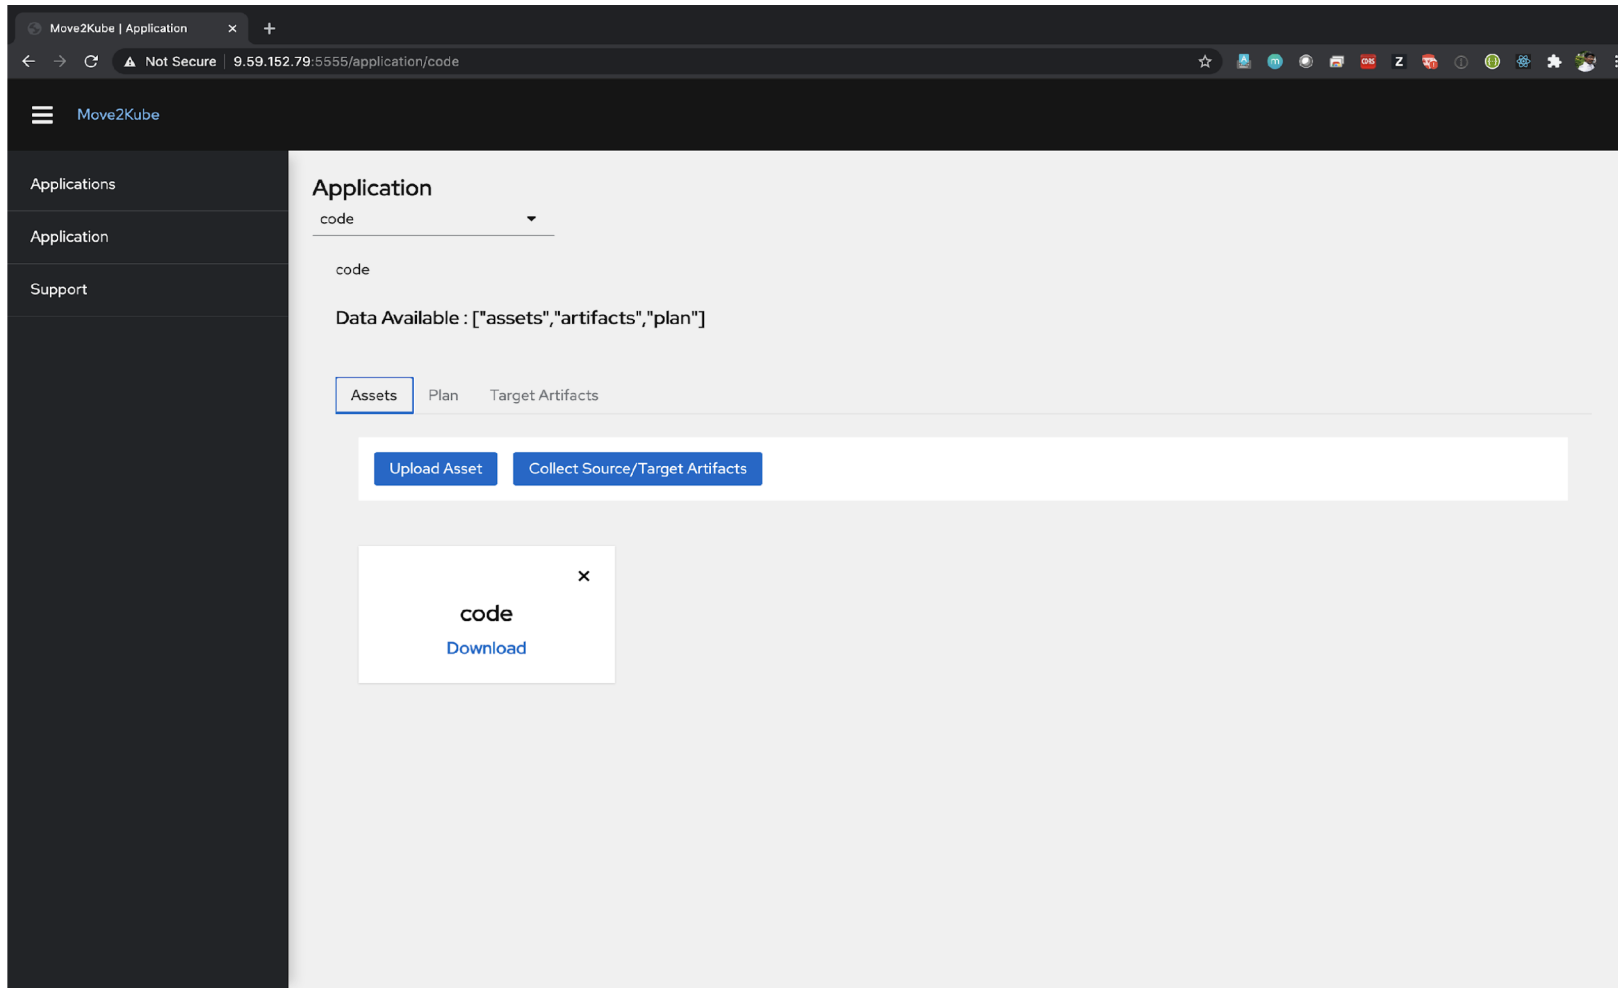 Move2Kube | Application
Not Secure | 9.59.152.79:5555/application/code
CORS
Z
Move2Kube
Applications
Application
Support
Application
code
code
Data Available : ["assets","artifacts","plan"]
Assets Plan Target Artifacts
Upload Asset Collect Source/Target Artifacts
code
Download